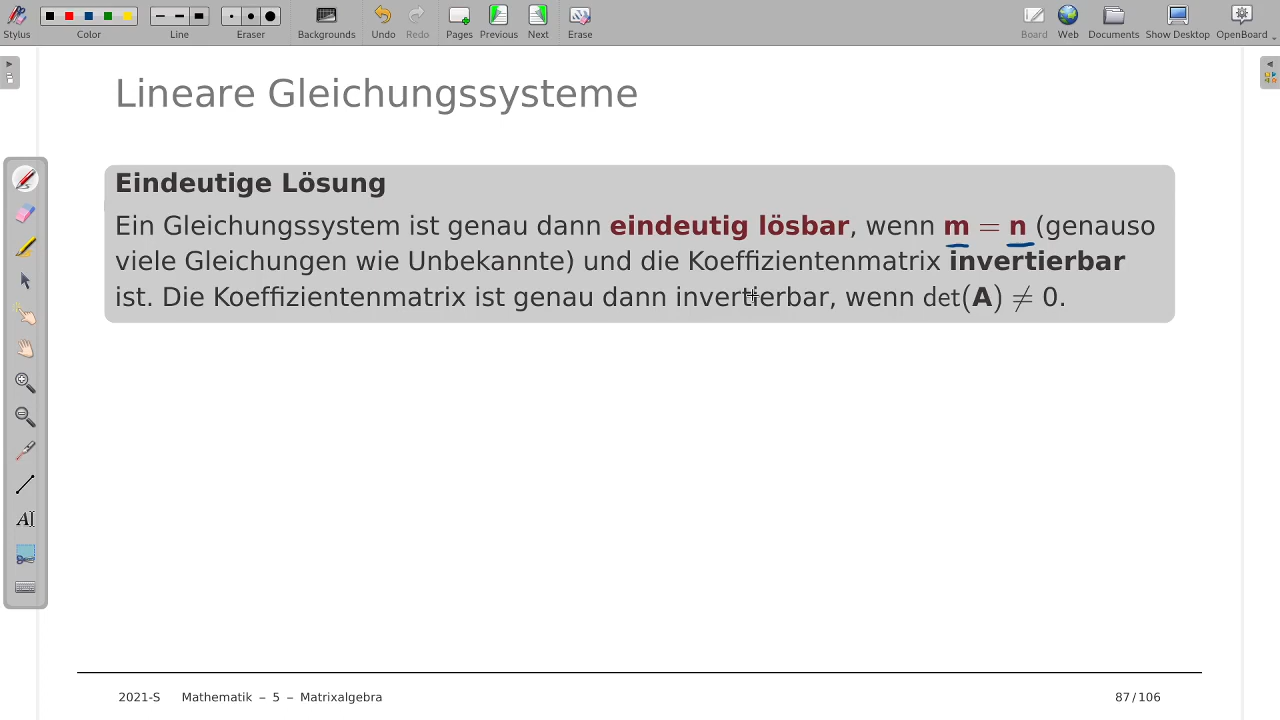 Stylus
Color
Line
Eraser
Backgrounds
Undo
Redo
Pages
Previous
Next
Erase
Board
Web
Documents
Show Desktop
OpenBoard
Lineare Gleichungssysteme
Eindeutige Lösung
Ein Gleichungssystem ist genau dann eindeutig lösbar, wenn m = n (genauso
viele Gleichungen wie Unbekannte) und die Koeffizientenmatrix invertierbar
ist. Die Koeffizientenmatrix ist genau dann invertierbar, wenn det(A) ≠ 0.
2021-S Mathematik – 5 – Matrixalgebra 87/106